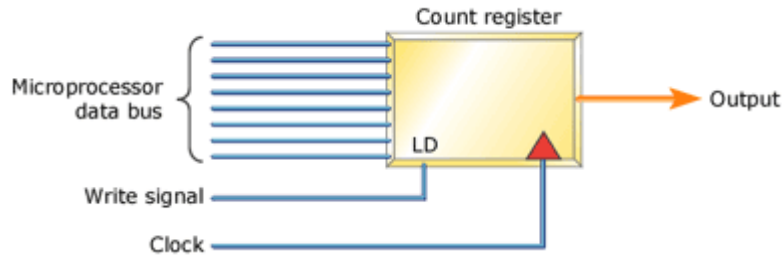 Count register
Microprocessor
data bus
Output
LD
Write signal
Clock